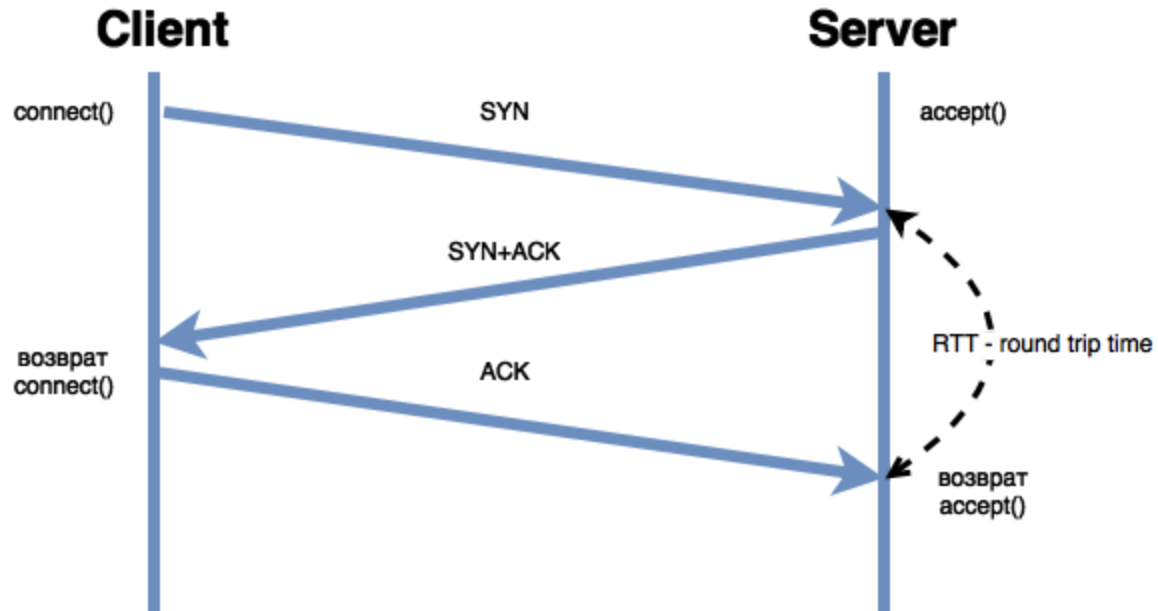 Client
Server
connect()
SYN
accept()
SYN+ACK
RTT - round trip time
возврат
connect()
ACK
возврат
accept()